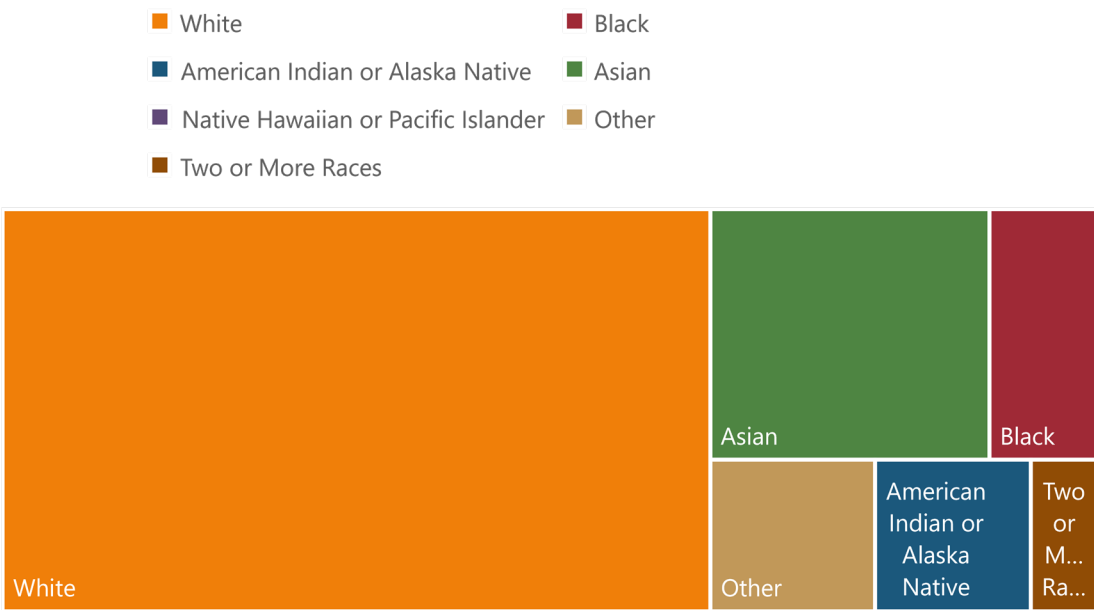 White
Black
American Indian or Alaska Native
Asian
Native Hawaiian or Pacific Islander
Other
Two or More Races
Asian
Black
White
Other
American
Indian or
Alaska
Native
Two
or
M...
Ra...